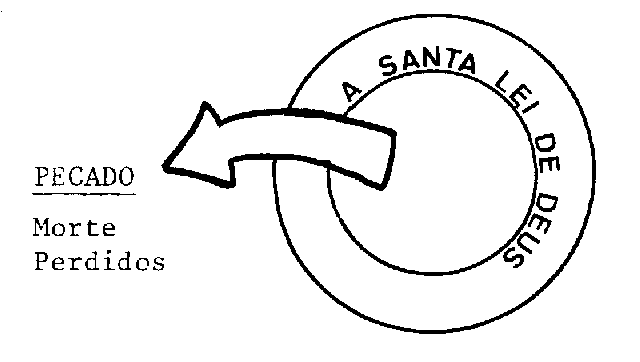 A SANTA LEI DE DEUS
PECADO
Morte
Perdidos